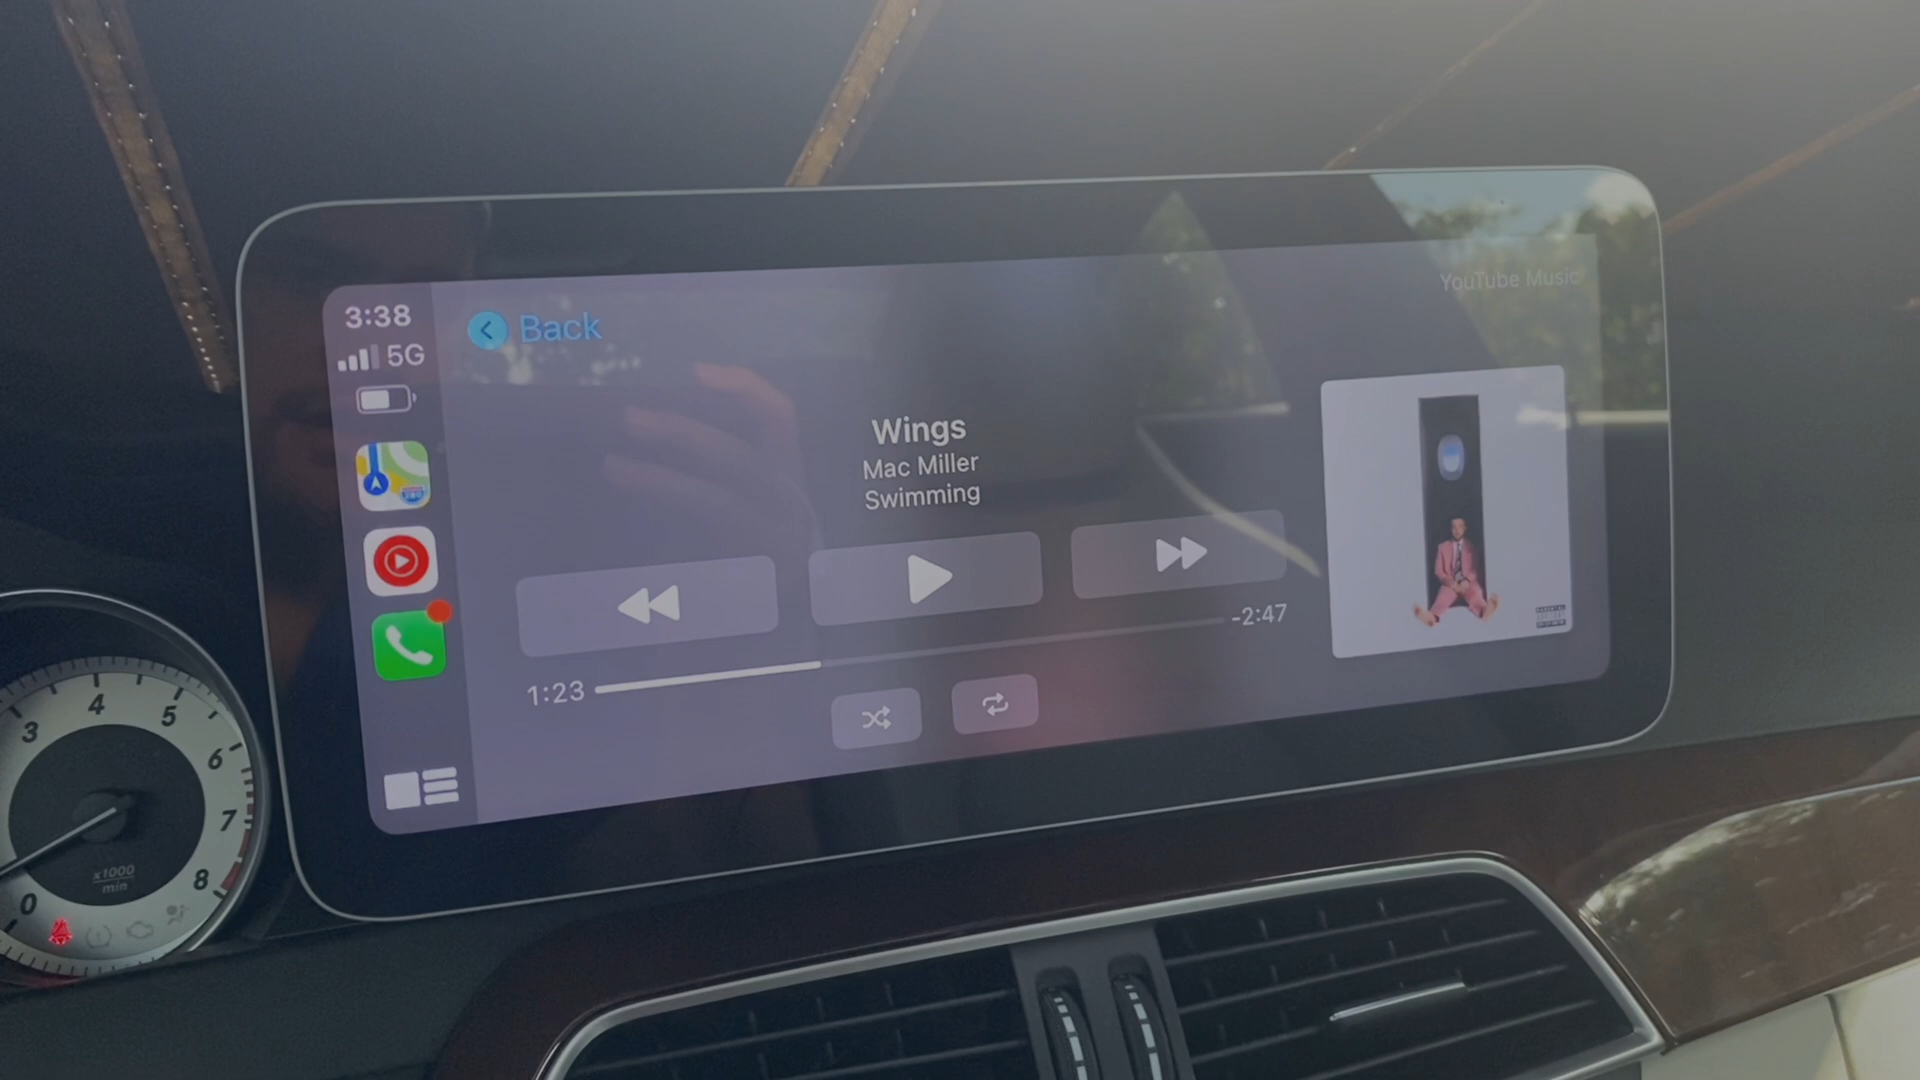 YouTube Music
3:38
5G
Back
Wings
Mac Miller
Swimming
-2:47
1:23
3
4
5
6
7
8
0
x1000
min